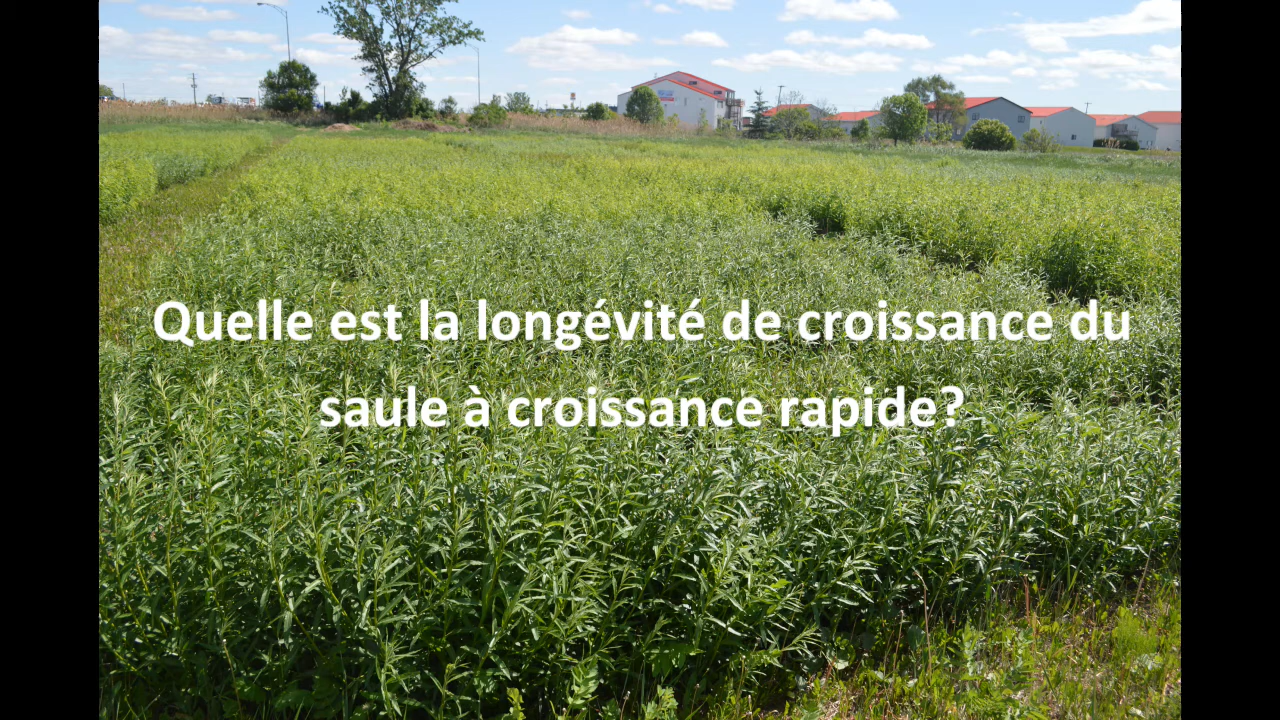 Quelle est la longévité de croissance du
saule à croissance rapide?